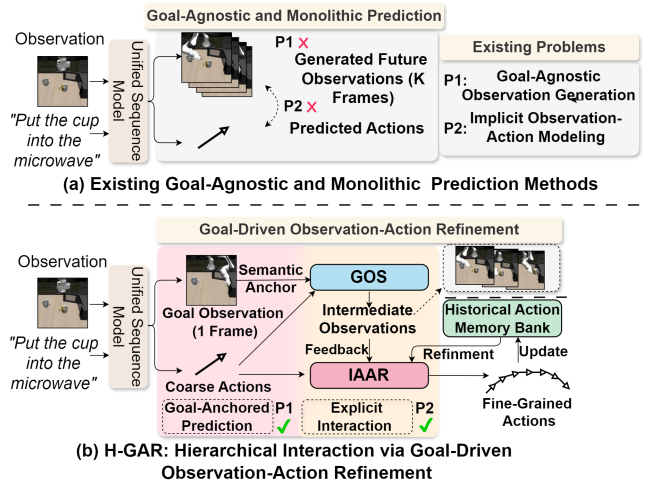 Goal-Agnostic and Monolithic Prediction
Observation
"Put the cup
into the
microwave"
Unified Sequence
Model
P1 X
Generated Future
Observations (K
Frames)
P2 X
Predicted Actions
Existing Problems
P1: Goal-Agnostic
Observation Generation
P2: Implicit Observation-
Action Modeling
(a) Existing Goal-Agnostic and Monolithic Prediction Methods
Goal-Driven Observation-Action Refinement
Observation
"Put the cup
into the
microwave"
Unified Sequence
Model
Goal Observation
(1 Frame)
Semantic
Anchor
Coarse Actions
Goal-Anchored
Prediction
P1
GOS
Intermediate
Observations
Feedback
IAAR
Explicit
Interaction
P2
Historical Action
Memory Bank
Refinment
Update
Fine-Grained
Actions
(b) H-GAR: Hierarchical Interaction via Goal-Driven
Observation-Action Refinement